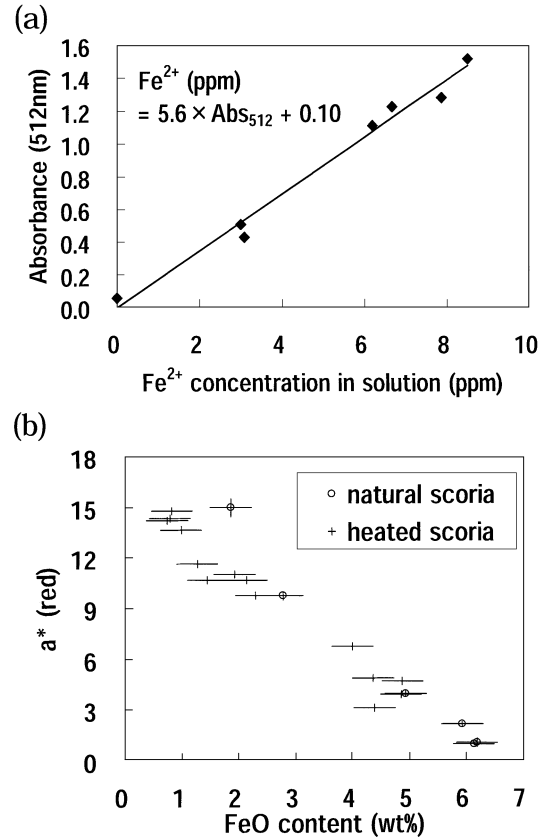 (a)
1.6
1.4
1.2
1.0
0.8
0.6
0.4
0.2
0.0
Absorbance (512nm)
Fe²⁺ (ppm)
= 5.6 × Abs₅₁₂ + 0.10
0 2 4 6 8 10
Fe²⁺ concentration in solution (ppm)
(b)
18
15
12
9
6
3
0
a* (red)
natural scoria
heated scoria
0 1 2 3 4 5 6 7
FeO content (wt%)